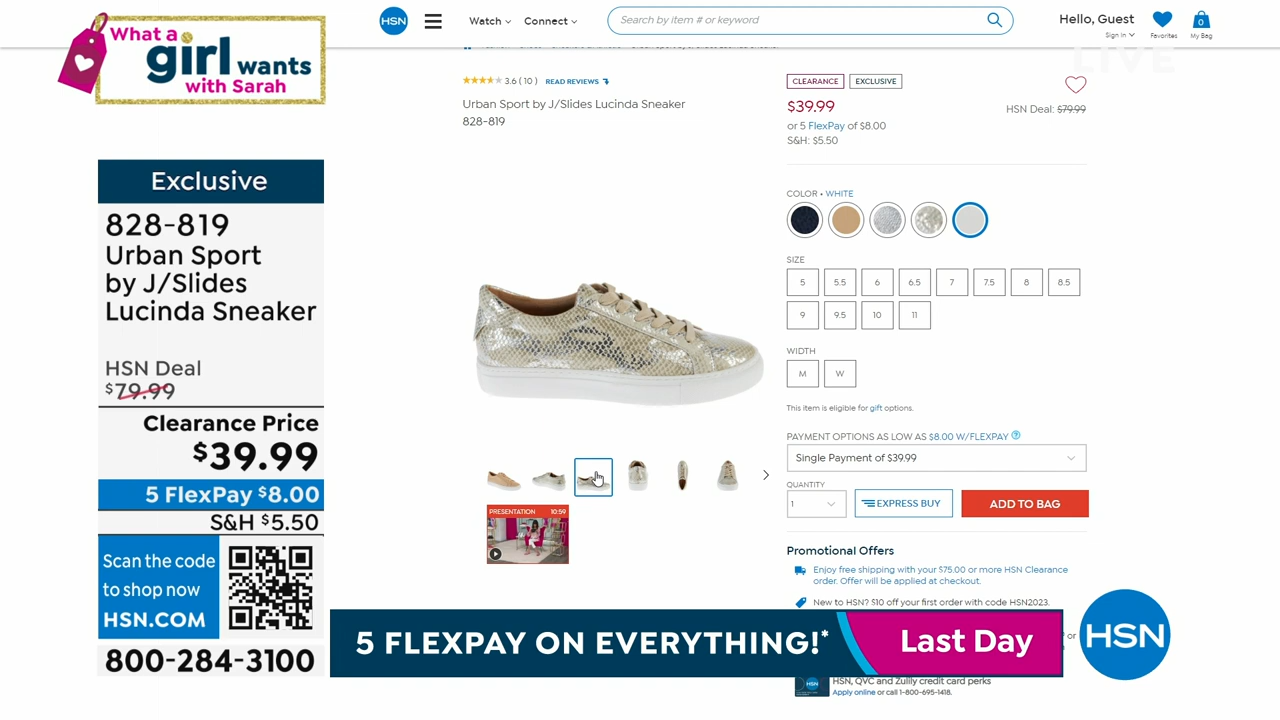 What a
girl wants
with Sarah
HSN
Watch
Connect
Search by item # or keyword
Hello, Guest
Sign In
Favorites
0
My Bag
LIVE
Exclusive
828-819
Urban Sport
by J/Slides
Lucinda Sneaker
HSN Deal
$79.99
Clearance Price
$39.99
5 FlexPay $8.00
S&H $5.50
Scan the code
to shop now
HSN.COM
800-284-3100
3.6 ( 10 ) READ REVIEWS
Urban Sport by J/Slides Lucinda Sneaker
828-819
PRESENTATION 10:59
CLEARANCE EXCLUSIVE
$39.99
HSN Deal: $79.99
or 5 FlexPay of $8.00
S&H: $5.50
COLOR • WHITE
SIZE
5 5.5 6 6.5 7 7.5 8 8.5
9 9.5 10 11
WIDTH
M W
This item is eligible for gift options.
PAYMENT OPTIONS AS LOW AS $8.00 W/FLEXPAY
Single Payment of $39.99
QUANTITY
1
EXPRESS BUY
ADD TO BAG
Promotional Offers
Enjoy free shipping with your $75.00 or more HSN Clearance
order. Offer will be applied at checkout.
New to HSN? $10 off your first order with code HSN2023.
or
5 FLEXPAY ON EVERYTHING!*
Last Day
HSN
HSN, QVC and Zulily credit card perks
Apply online or call 1-800-695-1418.